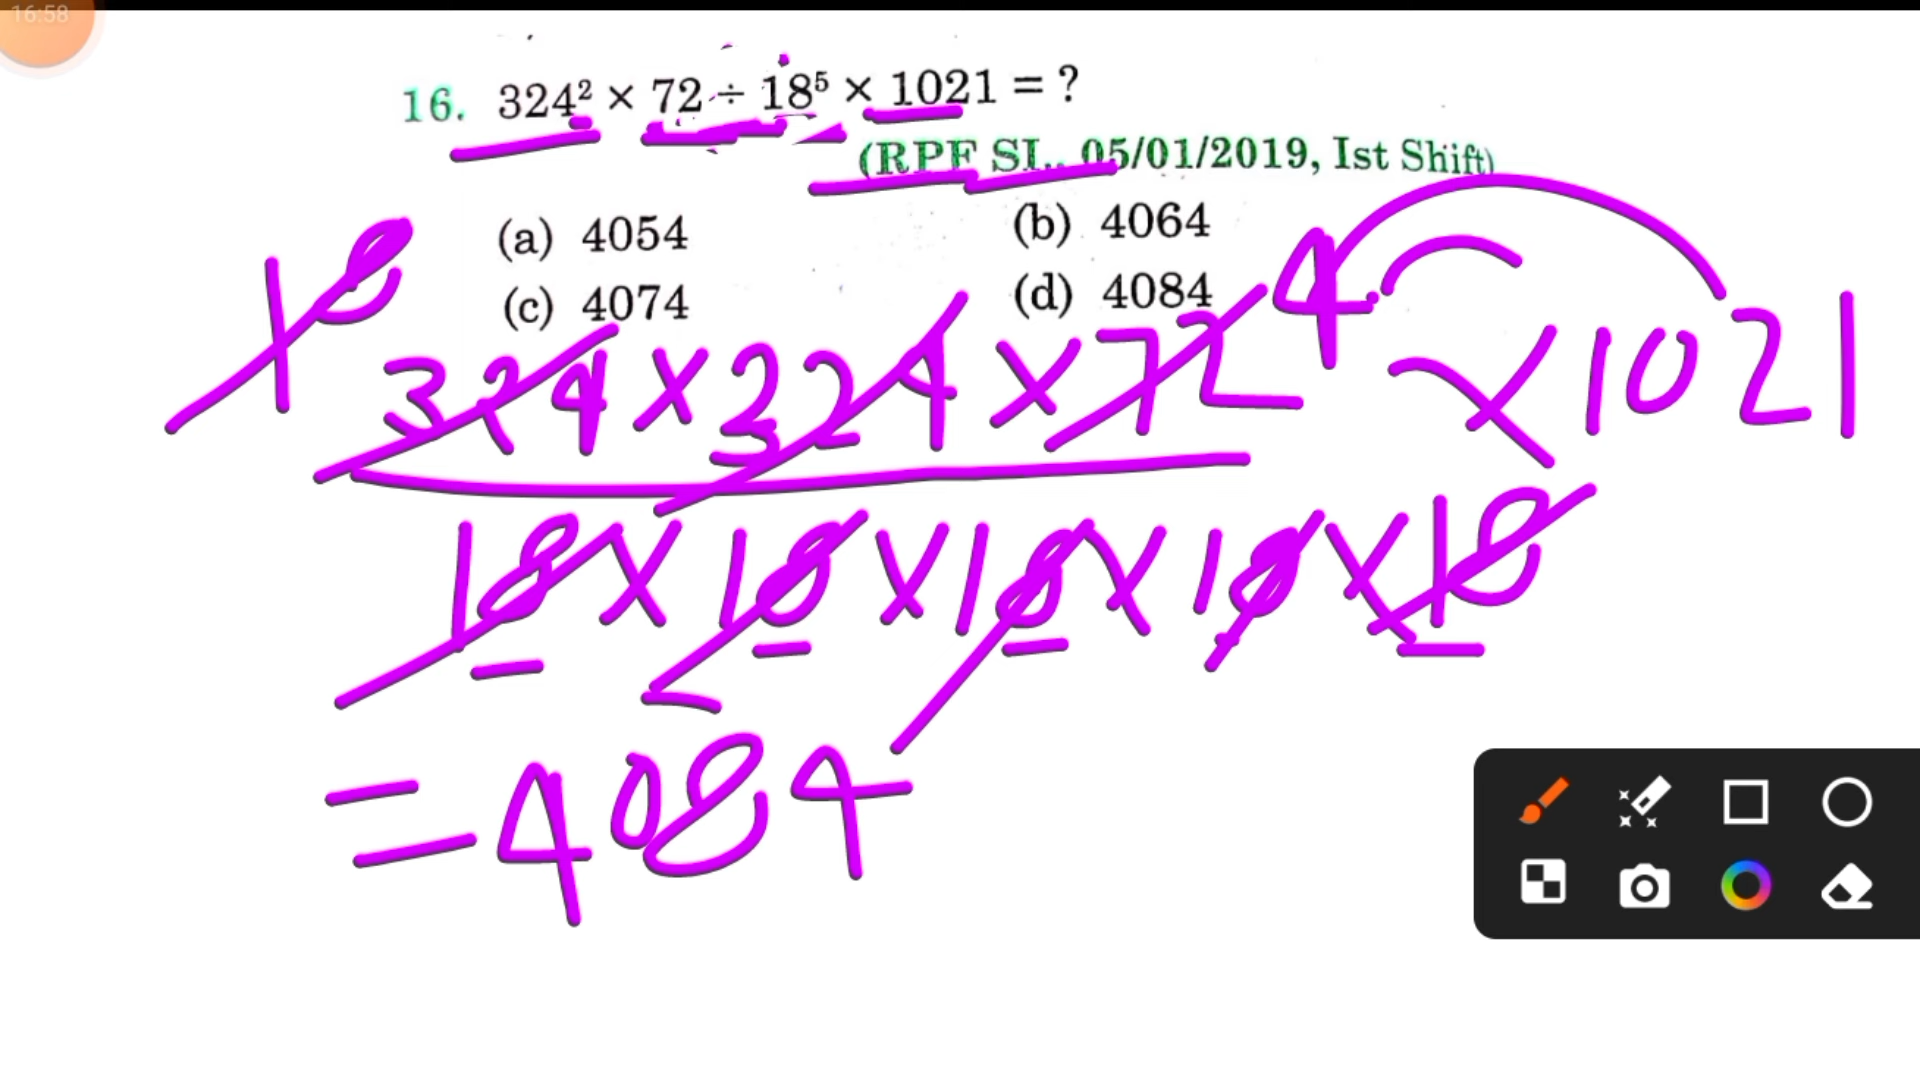 16:58
16. 324² × 72 ÷ 18⁵ × 1021 = ?
(RPF SI., 05/01/2019, Ist Shift)
(a) 4054 (b) 4064
(c) 4074 (d) 4084
18
324 × 324 × 72 4 × 1021
18 × 18 × 18 × 18 × 18
= 4084